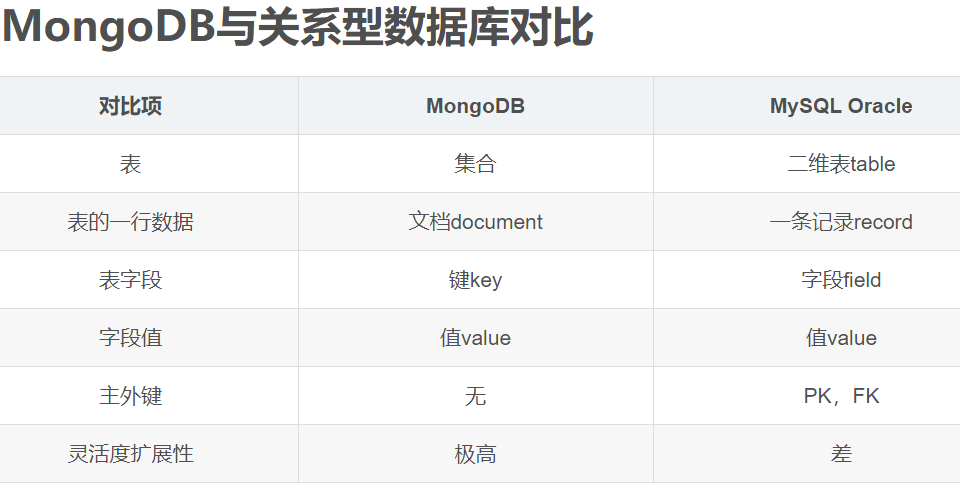 MongoDB与关系型数据库对比
对比项 MongoDB MySQL Oracle
表 集合 二维表table
表的一行数据 文档document 一条记录record
表字段 键key 字段field
字段值 值value 值value
主外键 无 PK，FK
灵活度扩展性 极高 差